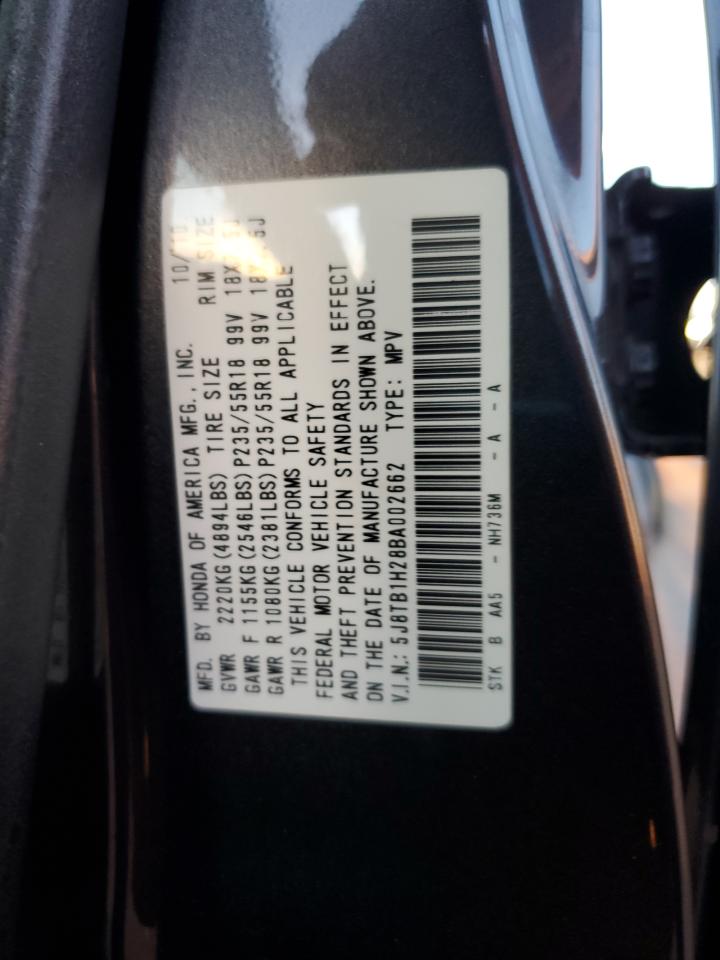 MFD. BY HONDA OF AMERICA MFG., INC. 10/10
GVWR 2220KG(4894LBS) TIRE SIZE RIM SIZE
GAWR F 1155KG(2546LBS)P235/55R18 99V
GAWR R 1080KG(2381LBS)P235/55R18 99V
THIS VEHICLE CONFORMS TO ALL APPLICABLE
FEDERAL MOTOR VEHICLE SAFETY
AND THEFT PREVENTION STANDARDS IN EFFECT
ON THE DATE OF MANUFACTURE SHOWN ABOVE.
V.I.N.: 5J8TB1H28BA002662 TYPE: MPV
STK B AA5 - NH736M - A - A